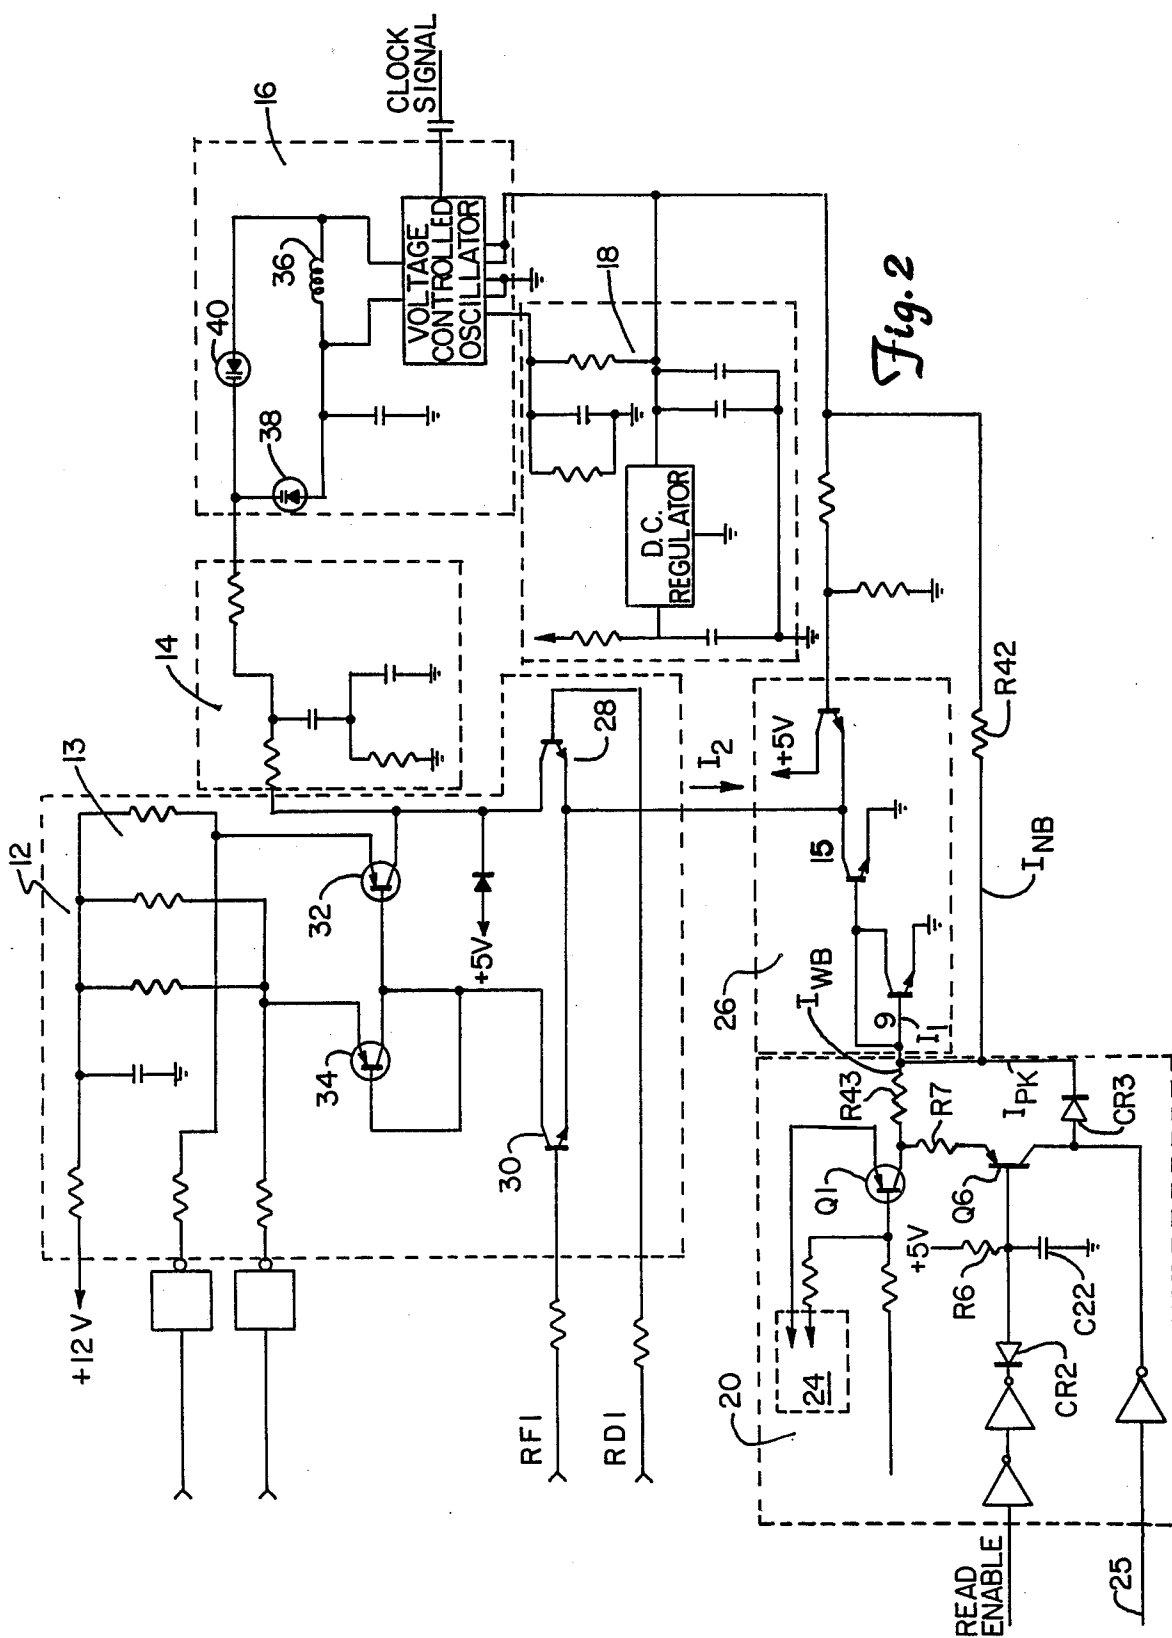 12
13
14
16
40
36
38
CLOCK
SIGNAL
VOLTAGE
CONTROLLED
OSCILLATOR
18
D.C.
REGULATOR
+12V
32
34
30
28
+5V
RF1
RD1
I2
+5V
15
26
IWB
9
I1
INB
R42
20
24
Q1
R43
R7
IPK
CR3
Q6
+5V
R6
C22
CR2
READ
ENABLE
25
Fig. 2